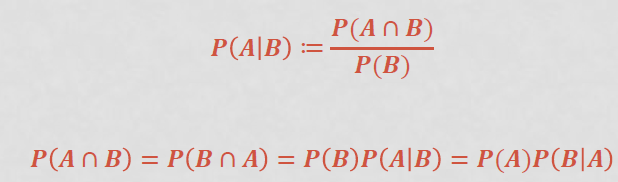 P(A|B) ≔ P(A ∩ B) / P(B)
P(A ∩ B) = P(B ∩ A) = P(B)P(A|B) = P(A)P(B|A)